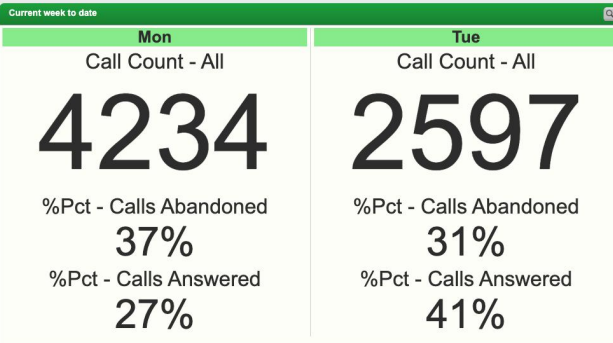 Current week to date
Mon
Tue
Call Count - All
Call Count - All
4234
2597
%Pct - Calls Abandoned
%Pct - Calls Abandoned
37%
31%
%Pct - Calls Answered
%Pct - Calls Answered
27%
41%